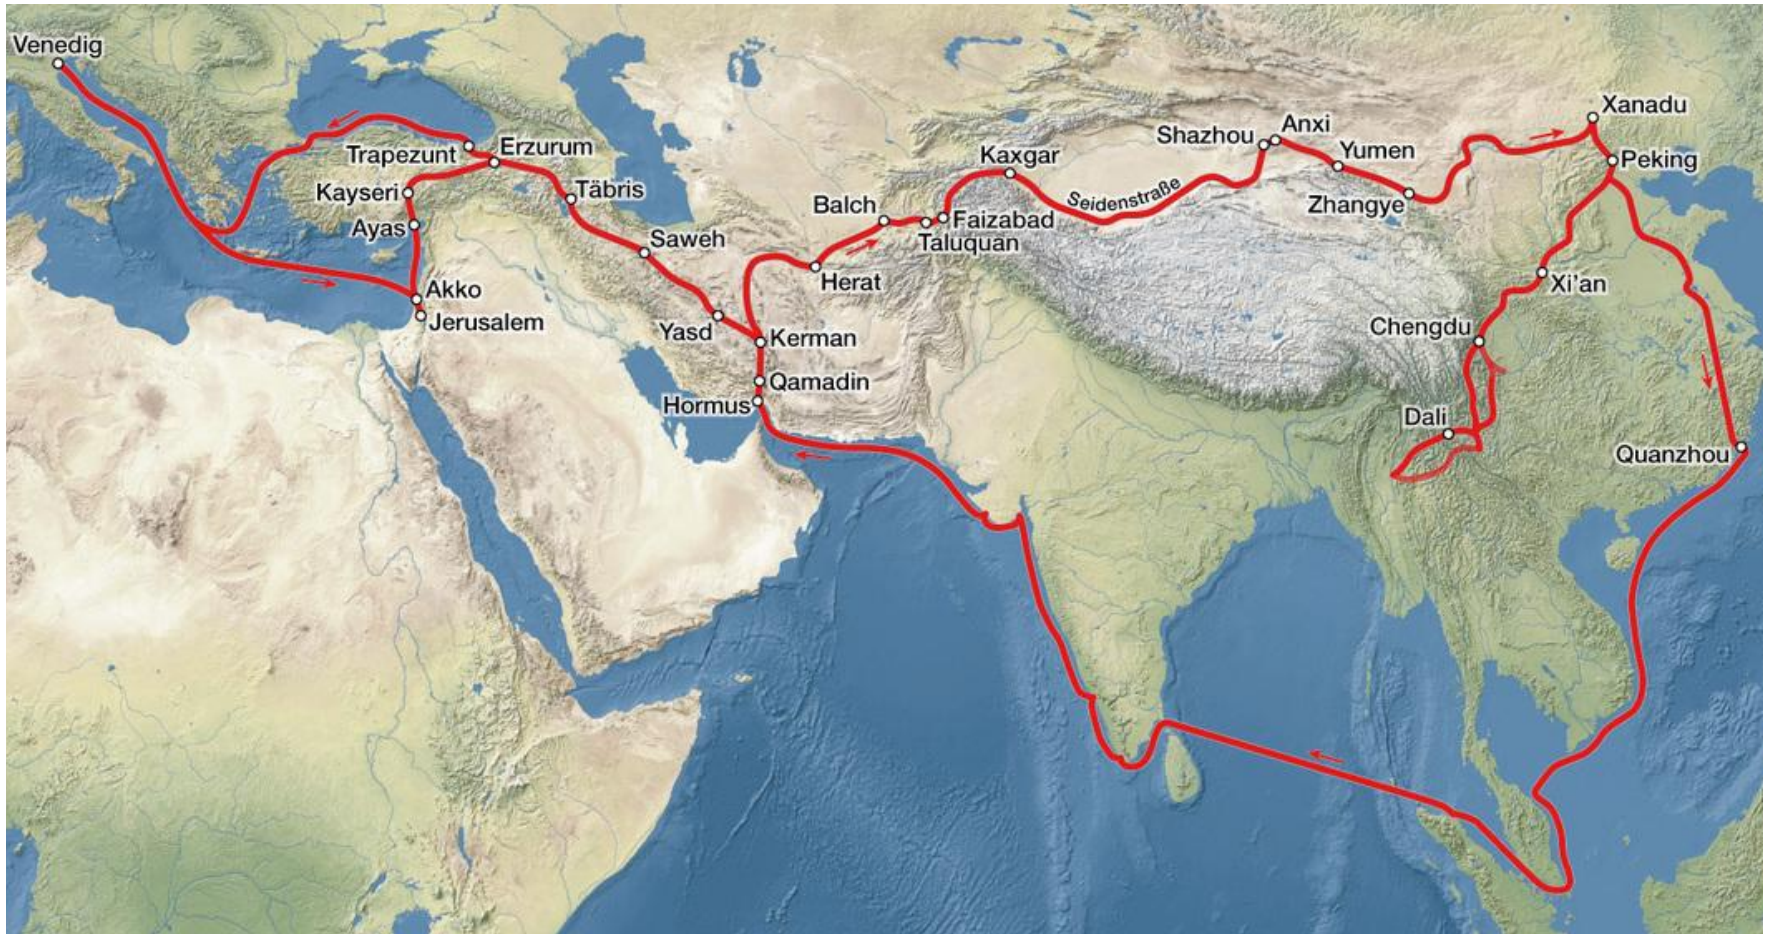 Venedig
Xanadu
Anxi
Shazhou
Trapezunt
Erzurum
Kaxgar
Yumen
Peking
Kayseri
Täbris
Seidenstraße
Zhangye
Balch
Faizabad
Ayas
Saweh
Taluquan
Herat
Xi'an
Akko
Jerusalem
Yasd
Kerman
Chengdu
Qamadin
Hormus
Dali
Quanzhou